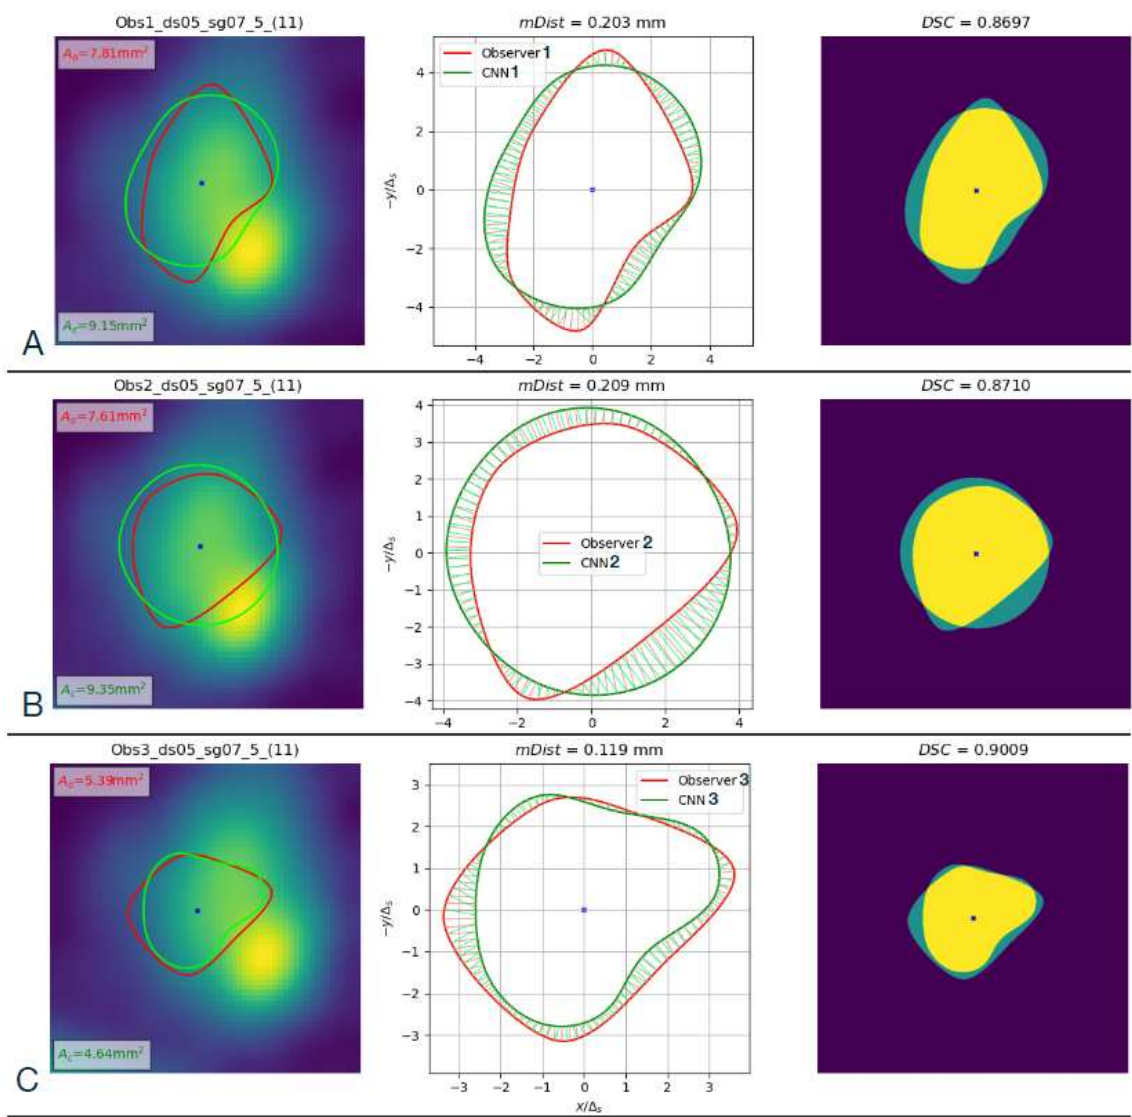 Obs1_ds05_sg07_5_(11)
mDist = 0.203 mm
DSC = 0.8697
Aₒ=7.81mm²
Observer 1
CNN 1
4
2
0
−2
−4
−y/Δₛ
A꜀=9.15mm²
A
−4
−2
0
2
4
Obs2_ds05_sg07_5_(11)
mDist = 0.209 mm
DSC = 0.8710
Aₒ=7.61mm²
4
3
2
1
0
−1
−2
−3
−4
−y/Δₛ
Observer 2
CNN 2
A꜀=9.35mm²
B
−4
−2
0
2
4
Obs3_ds05_sg07_5_(11)
mDist = 0.119 mm
DSC = 0.9009
Aₒ=5.39mm²
Observer 3
CNN 3
3
2
1
0
−1
−2
−3
−y/Δₛ
A꜀=4.64mm²
C
−3
−2
−1
0
1
2
3
x/Δₛ